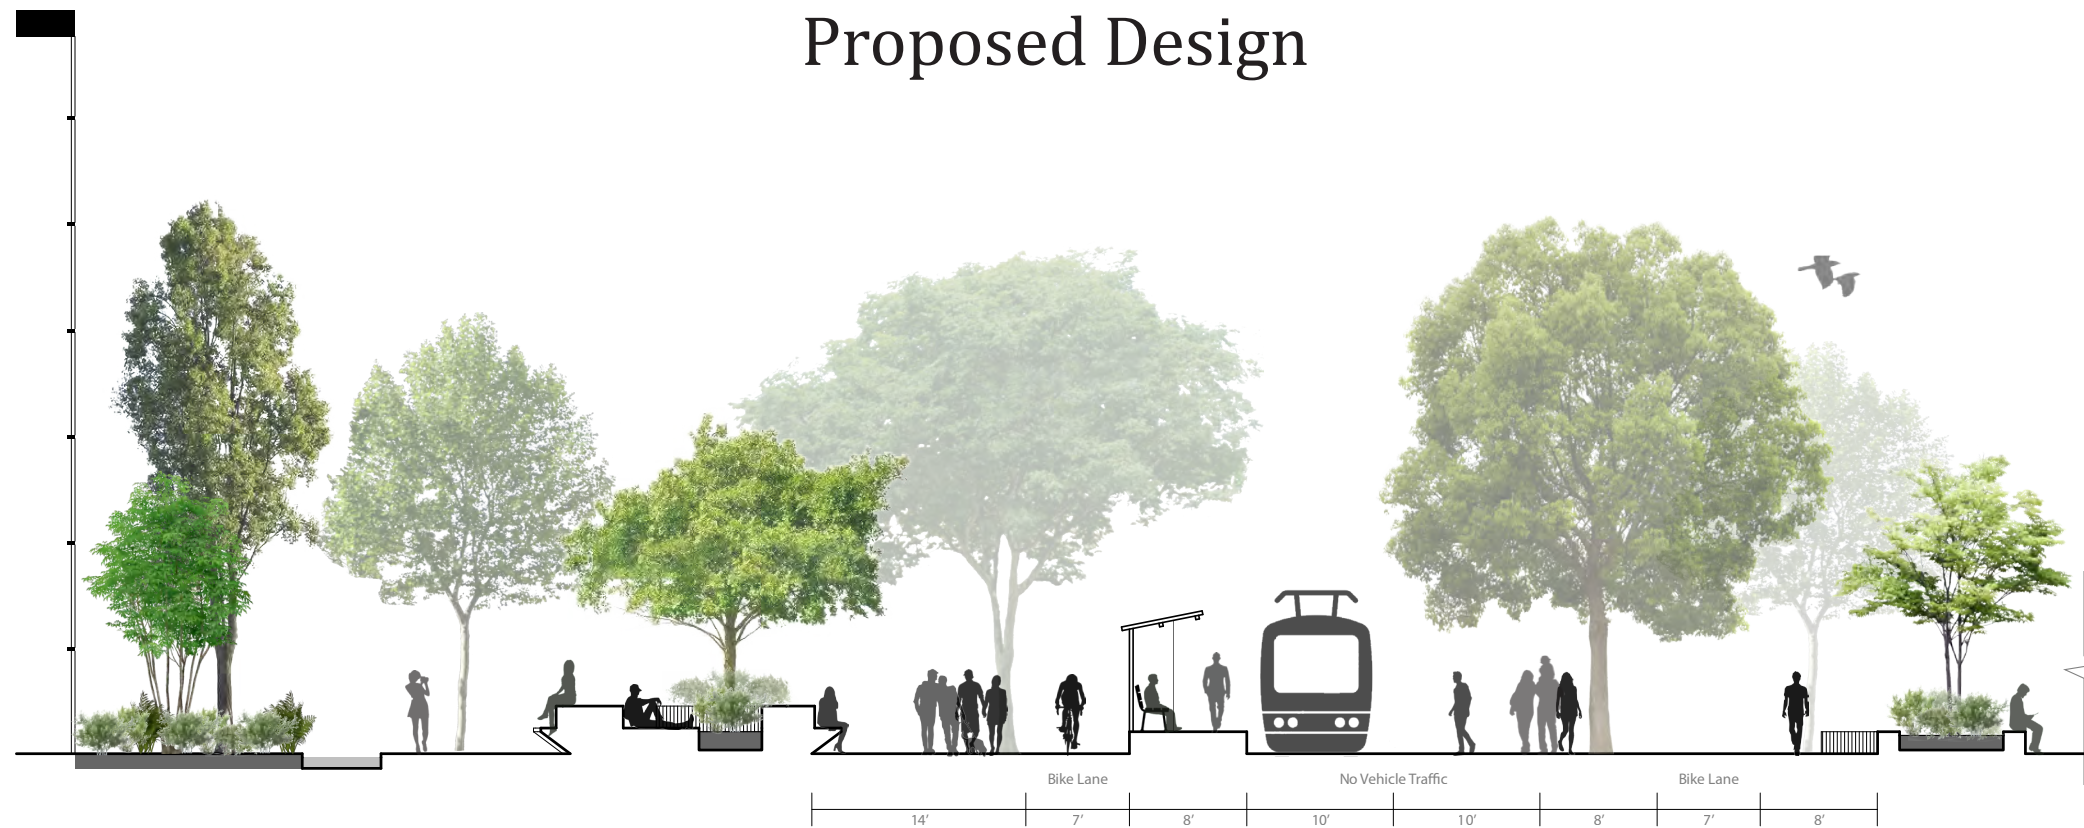 Proposed Design
Bike Lane No Vehicle Traffic Bike Lane
14’ 7’ 8’ 10’ 10’ 8’ 7’ 8’